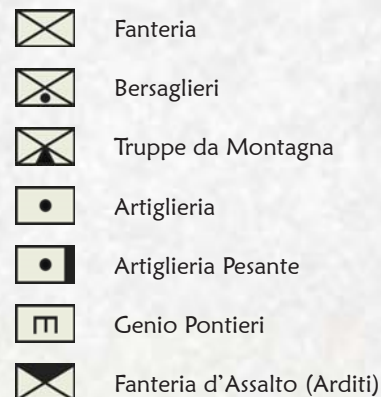 Fanteria
Bersaglieri
Truppe da Montagna
Artiglieria
Artiglieria Pesante
Genio Pontieri
Fanteria d'Assalto (Arditi)